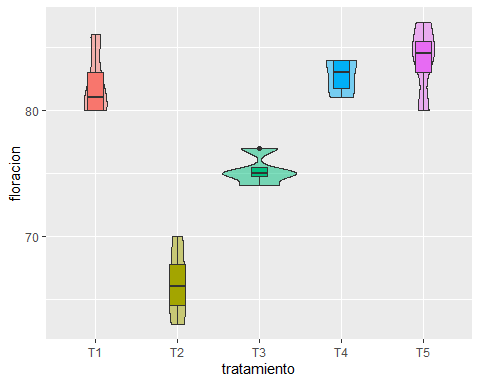 80
70
floracion
T1 T2 T3 T4 T5
tratamiento